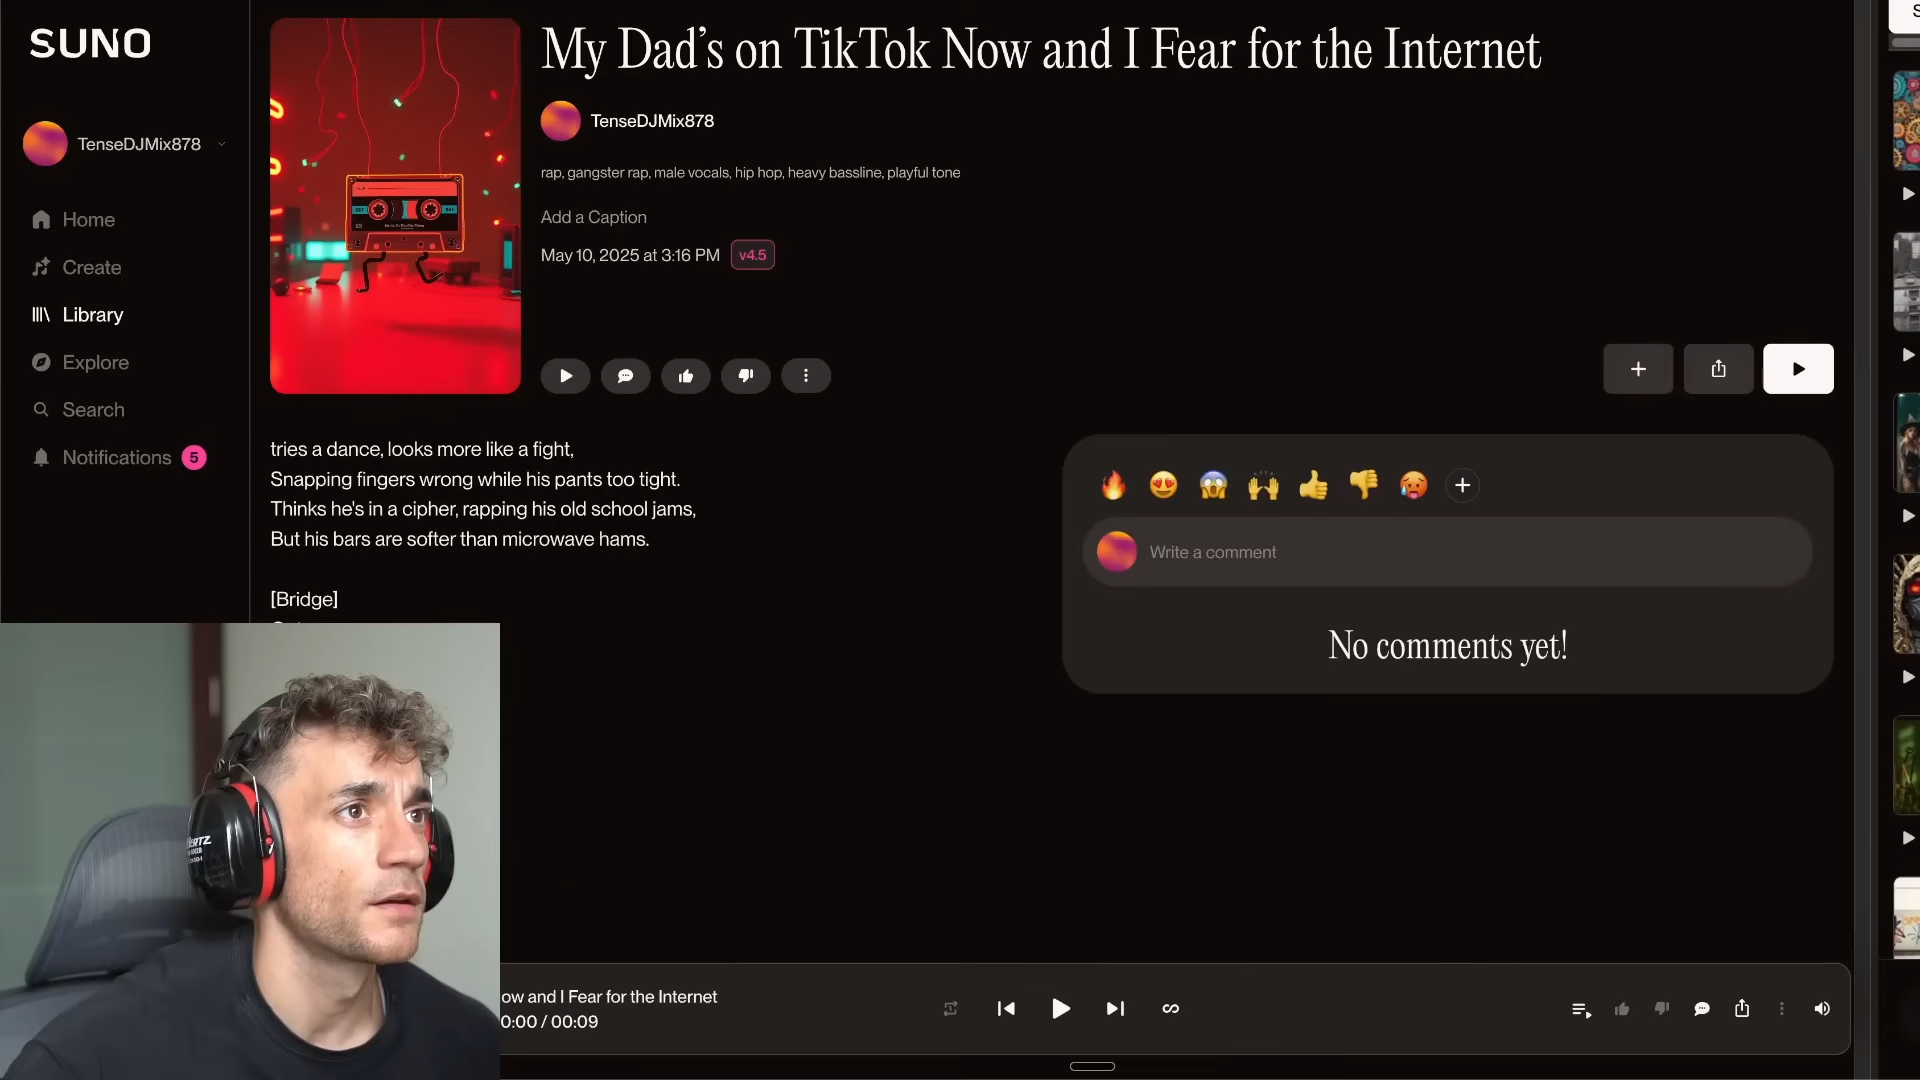 SUNO
TenseDJMix878
Home
Create
Library
Explore
Search
Notifications 5
My Dad's on TikTok Now and I Fear for the Internet
TenseDJMix878
rap, gangster rap, male vocals, hip hop, heavy bassline, playful tone
Add a Caption
May 10, 2025 at 3:16 PM v4.5
tries a dance, looks more like a fight,
Snapping fingers wrong while his pants too tight.
Thinks he's in a cipher, rapping his old school jams,
But his bars are softer than microwave hams.
[Bridge]
Write a comment
No comments yet!
ow and I Fear for the Internet
0:00 / 00:09